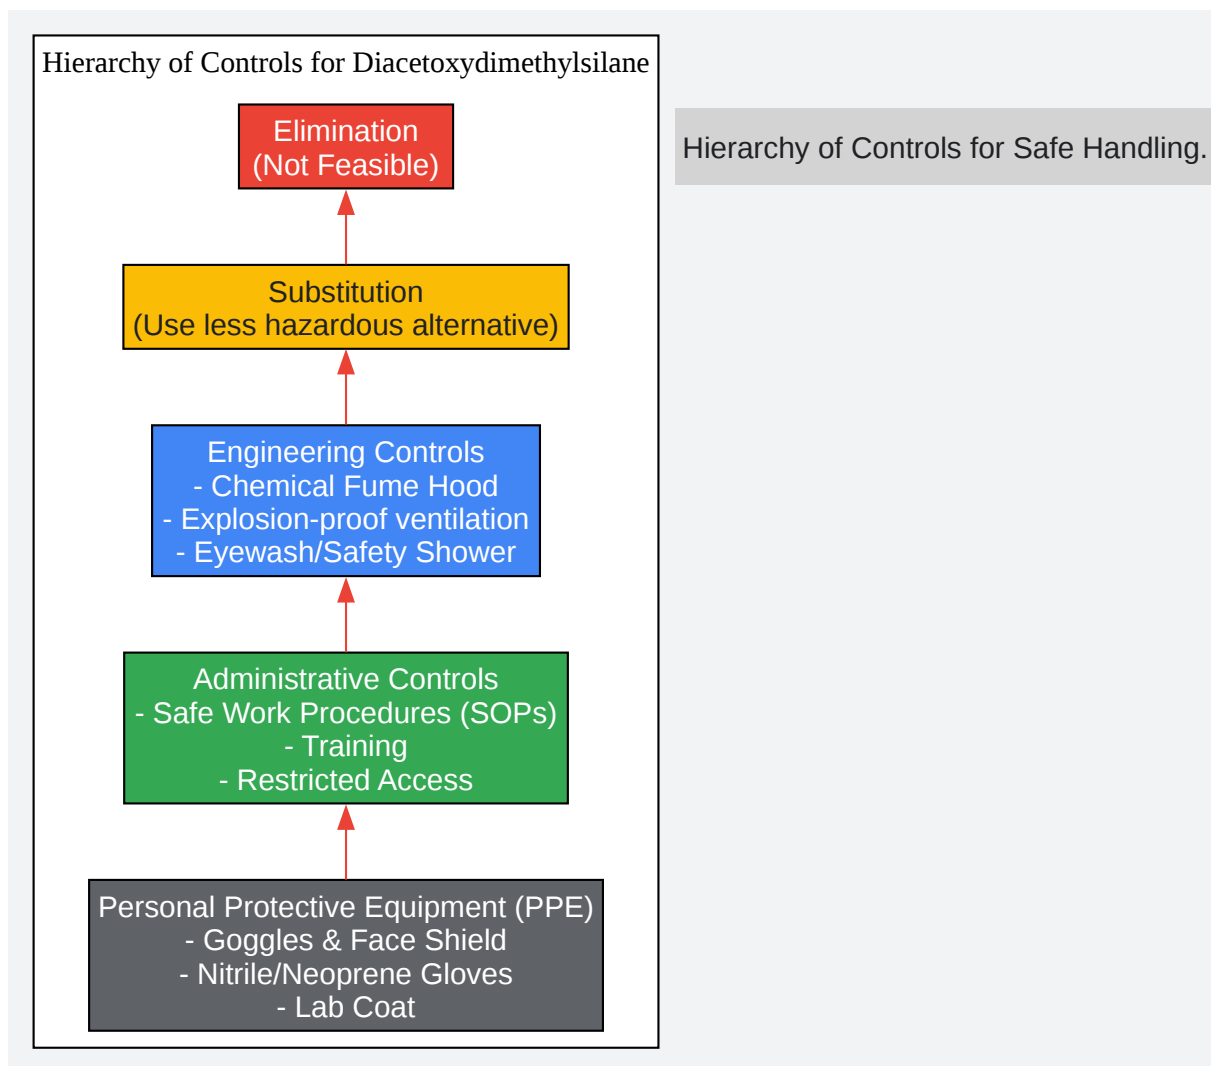 Hierarchy of Controls for Diacetoxydimethylsilane
Elimination
(Not Feasible)
Hierarchy of Controls for Safe Handling.
Substitution
(Use less hazardous alternative)
Engineering Controls
- Chemical Fume Hood
- Explosion-proof ventilation
- Eyewash/Safety Shower
Administrative Controls
- Safe Work Procedures (SOPs)
- Training
- Restricted Access
Personal Protective Equipment (PPE)
- Goggles & Face Shield
- Nitrile/Neoprene Gloves
- Lab Coat